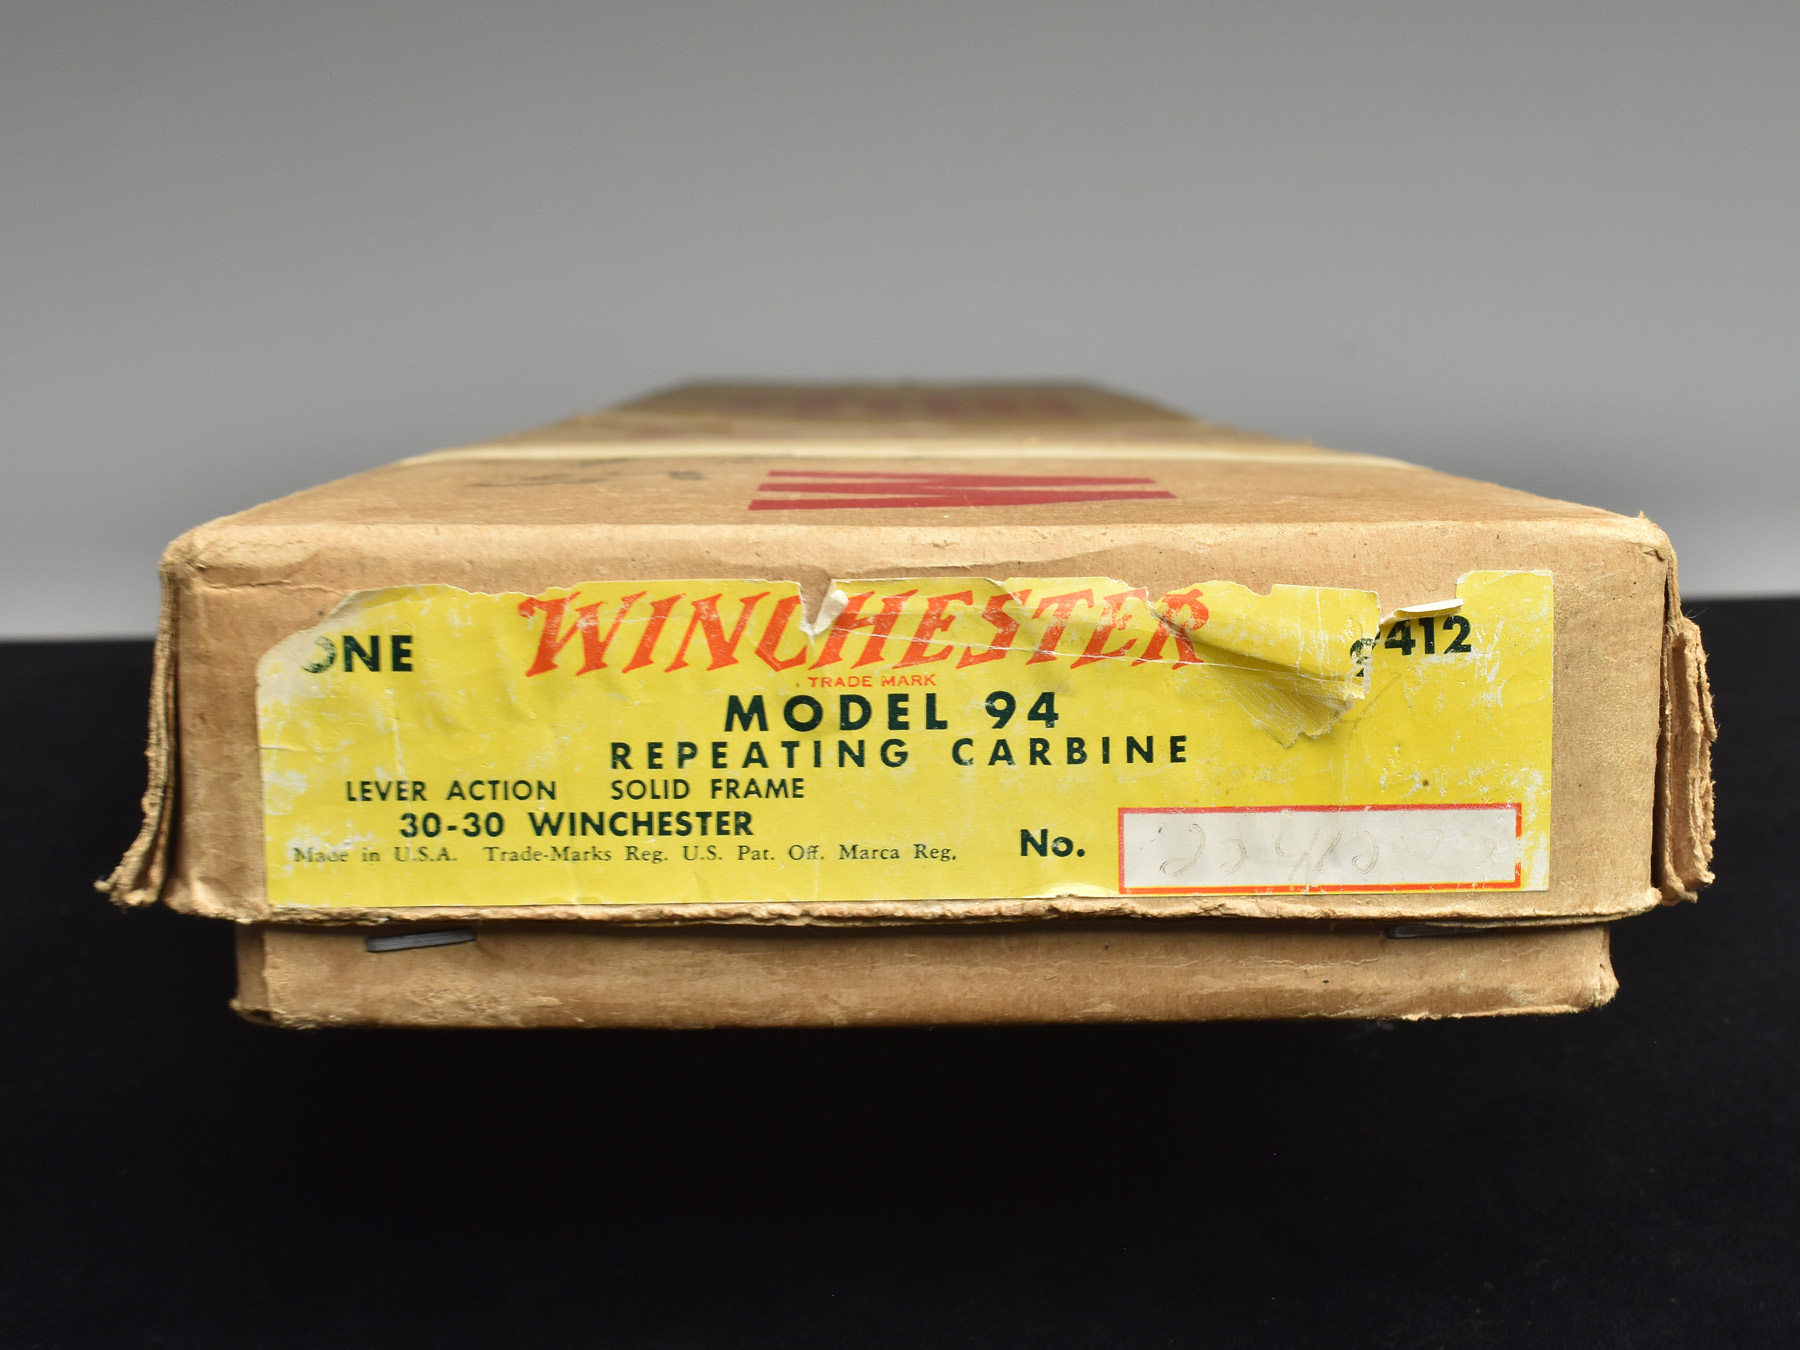 W
ONE WINCHESTER 9412
TRADE MARK
MODEL 94
REPEATING CARBINE
LEVER ACTION SOLID FRAME
30-30 WINCHESTER
No.
Made in U.S.A. Trade-Marks Reg. U.S. Pat. Off. Marca Reg.